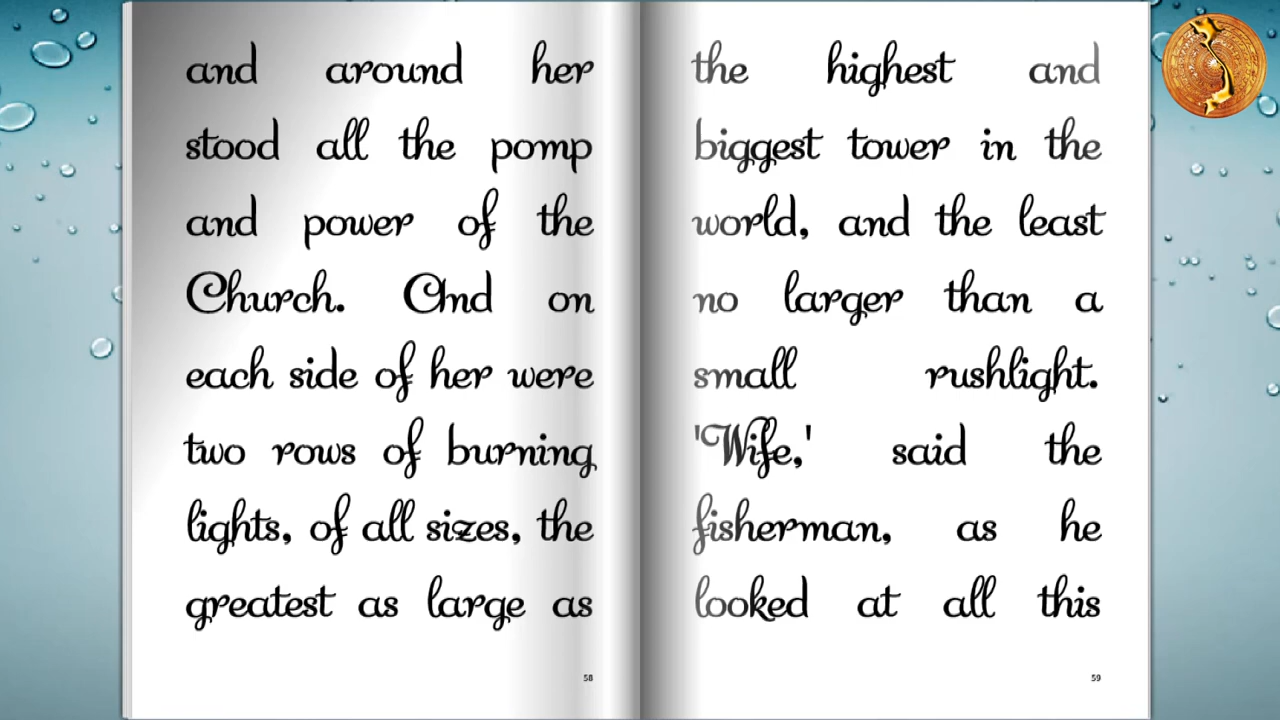 and around her
stood all the pomp
and power of the
Church. And on
each side of her were
two rows of burning
lights, of all sizes, the
greatest as large as
58
the highest and
biggest tower in the
world, and the least
no larger than a
small rushlight.
'Wife,' said the
fisherman, as he
looked at all this
59